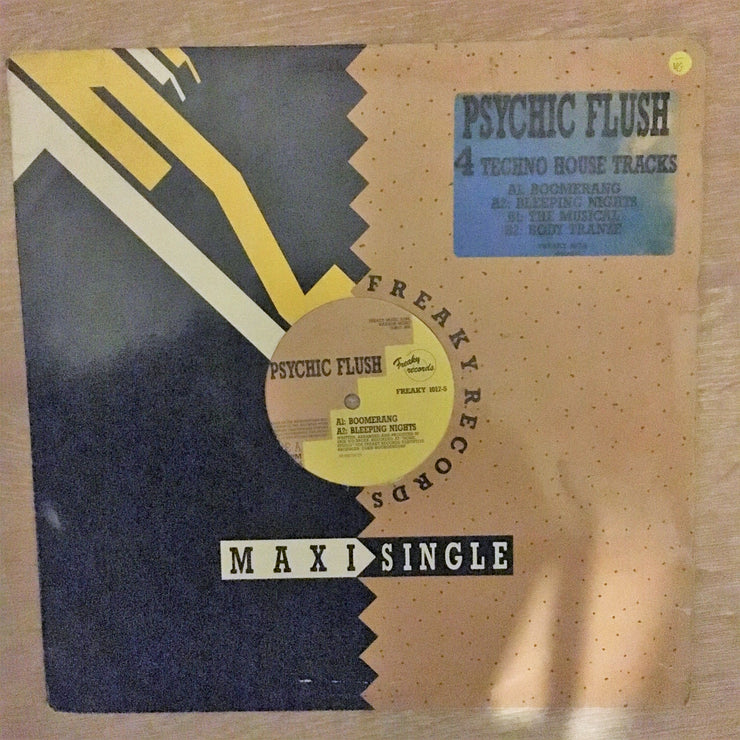 PSYCHIC FLUSH
4 TECHNO HOUSE TRACKS
A1: BOOMERANG
A2: BLEEPING NIGHTS
B1: THE MUSICAL
B2: BODY TRANZE
FREAKY RECORDS
PSYCHIC FLUSH
Freaky records
FREAKY 1017-5
A1: BOOMERANG
A2: BLEEPING NIGHTS
MAXI SINGLE